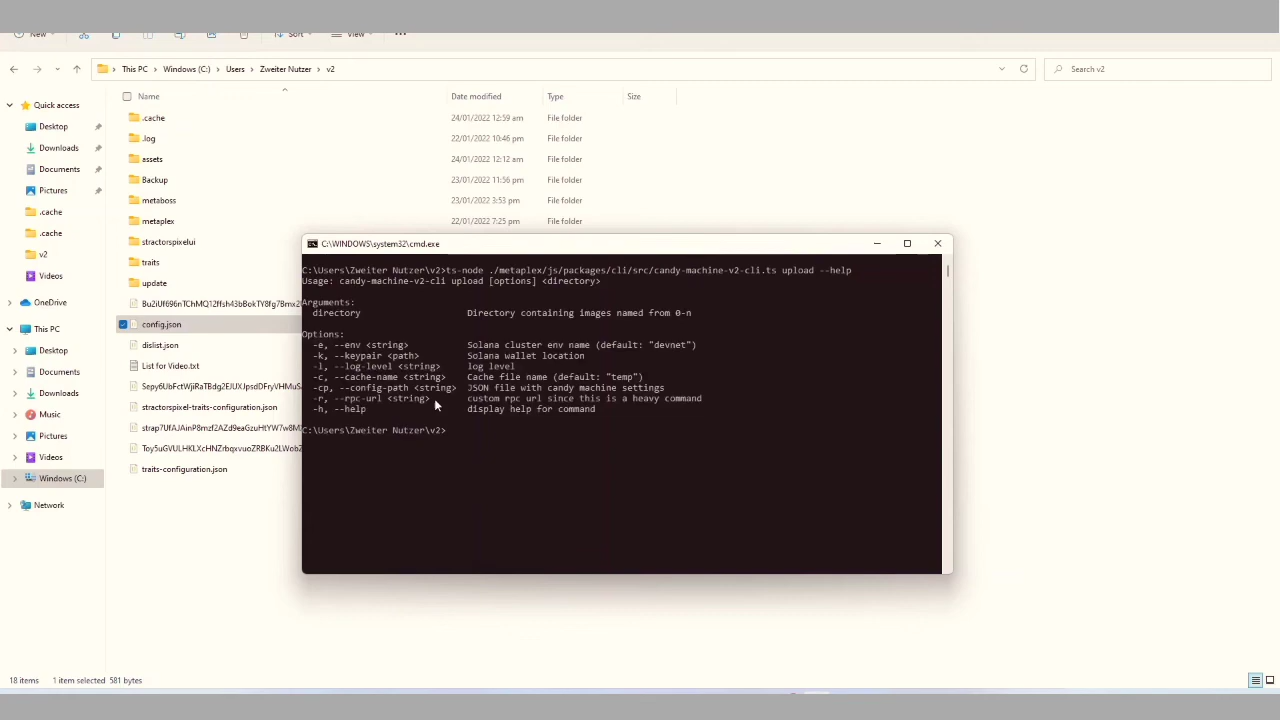 New
Sort
View
This PC
Windows (C:)
Users
Zweiter Nutzer
v2
Search v2
Name
Date modified
Type
Size
Quick access
Desktop
Downloads
Documents
Pictures
.cache
.cache
v2
Videos
OneDrive
This PC
Desktop
Documents
Downloads
Music
Pictures
Videos
Windows (C:)
Network
.cache 24/01/2022 12:59 am File folder
.log 22/01/2022 10:46 pm File folder
assets 24/01/2022 12:12 am File folder
Backup 23/01/2022 11:56 pm File folder
metaboss 23/01/2022 3:53 pm File folder
metaplex 22/01/2022 7:25 pm File folder
stractorspixelui
traits
update
config.json
dislist.json
List for Video.txt
stractorspixel-traits-configuration.json
traits-configuration.json
C:\WINDOWS\system32\cmd.exe
C:\Users\Zweiter Nutzer\v2>ts-node ./metaplex/js/packages/cli/src/candy-machine-v2-cli.ts upload --help
Usage: candy-machine-v2-cli upload [options] <directory>
Arguments:
directory Directory containing images named from 0-n
Options:
-e, --env <string> Solana cluster env name (default: "devnet")
-k, --keypair <path> Solana wallet location
-l, --log-level <string> log level
-c, --cache-name <string> Cache file name (default: "temp")
-cp, --config-path <string> JSON file with candy machine settings
-r, --rpc-url <string> custom rpc url since this is a heavy command
-h, --help display help for command
C:\Users\Zweiter Nutzer\v2>
18 items 1 item selected 581 bytes